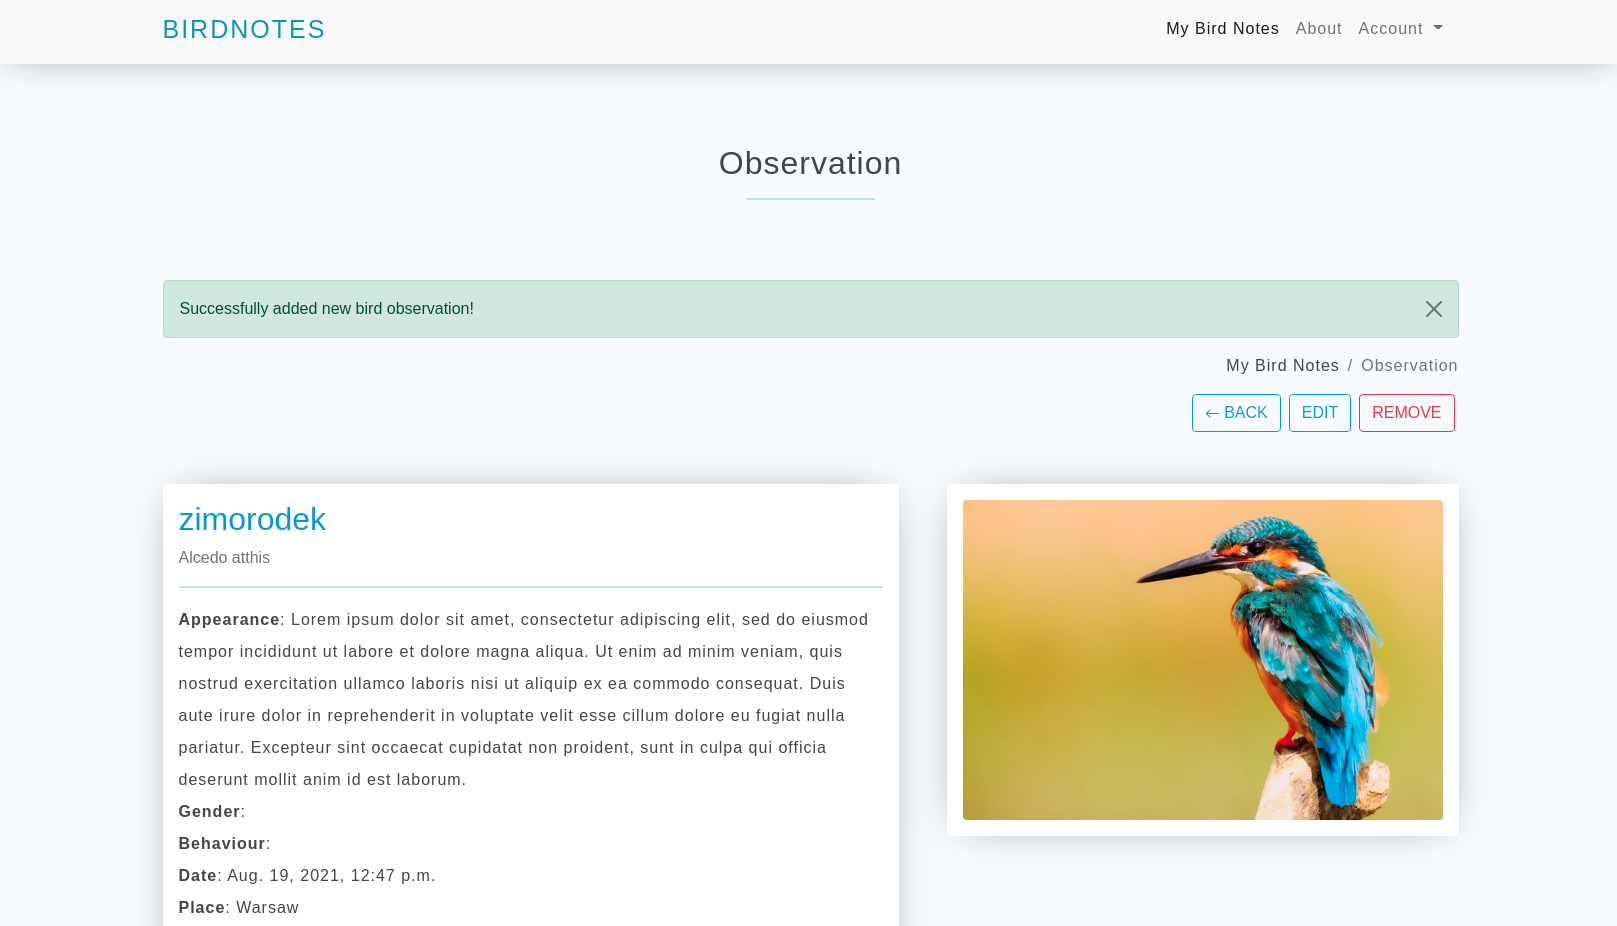 BIRDNOTES
My Bird Notes About Account
Observation
Successfully added new bird observation!
My Bird Notes / Observation
← BACK EDIT REMOVE
zimorodek
Alcedo atthis
Appearance: Lorem ipsum dolor sit amet, consectetur adipiscing elit, sed do eiusmod
tempor incididunt ut labore et dolore magna aliqua. Ut enim ad minim veniam, quis
nostrud exercitation ullamco laboris nisi ut aliquip ex ea commodo consequat. Duis
aute irure dolor in reprehenderit in voluptate velit esse cillum dolore eu fugiat nulla
pariatur. Excepteur sint occaecat cupidatat non proident, sunt in culpa qui officia
deserunt mollit anim id est laborum.
Gender:
Behaviour:
Date: Aug. 19, 2021, 12:47 p.m.
Place: Warsaw